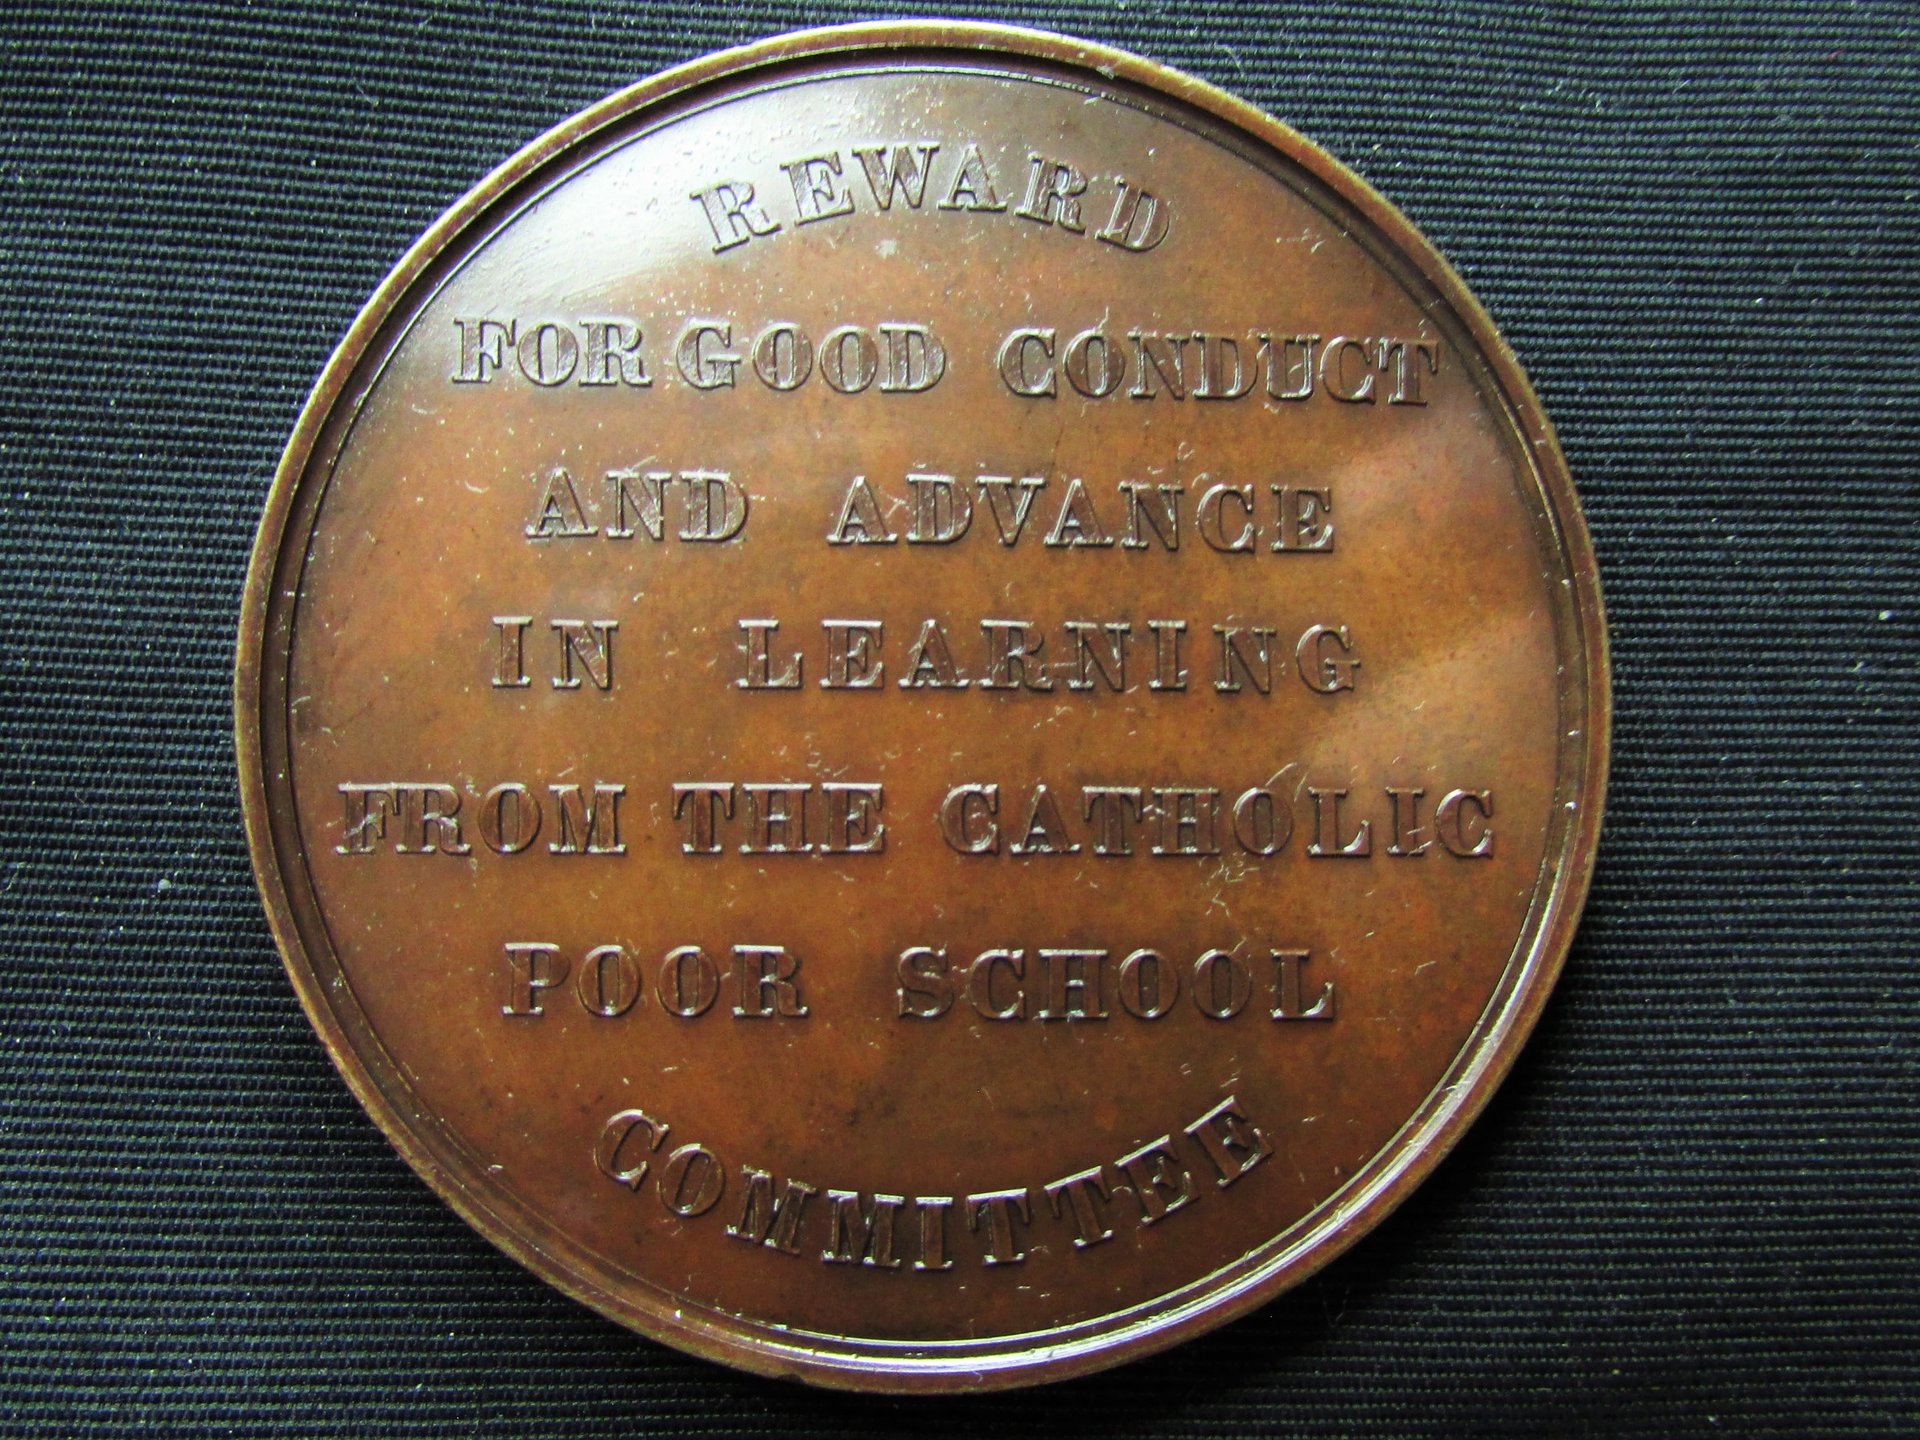 REWARD
FOR GOOD CONDUCT
AND ADVANCE
IN LEARNING
FROM THE CATHOLIC
POOR SCHOOL
COMMITTEE